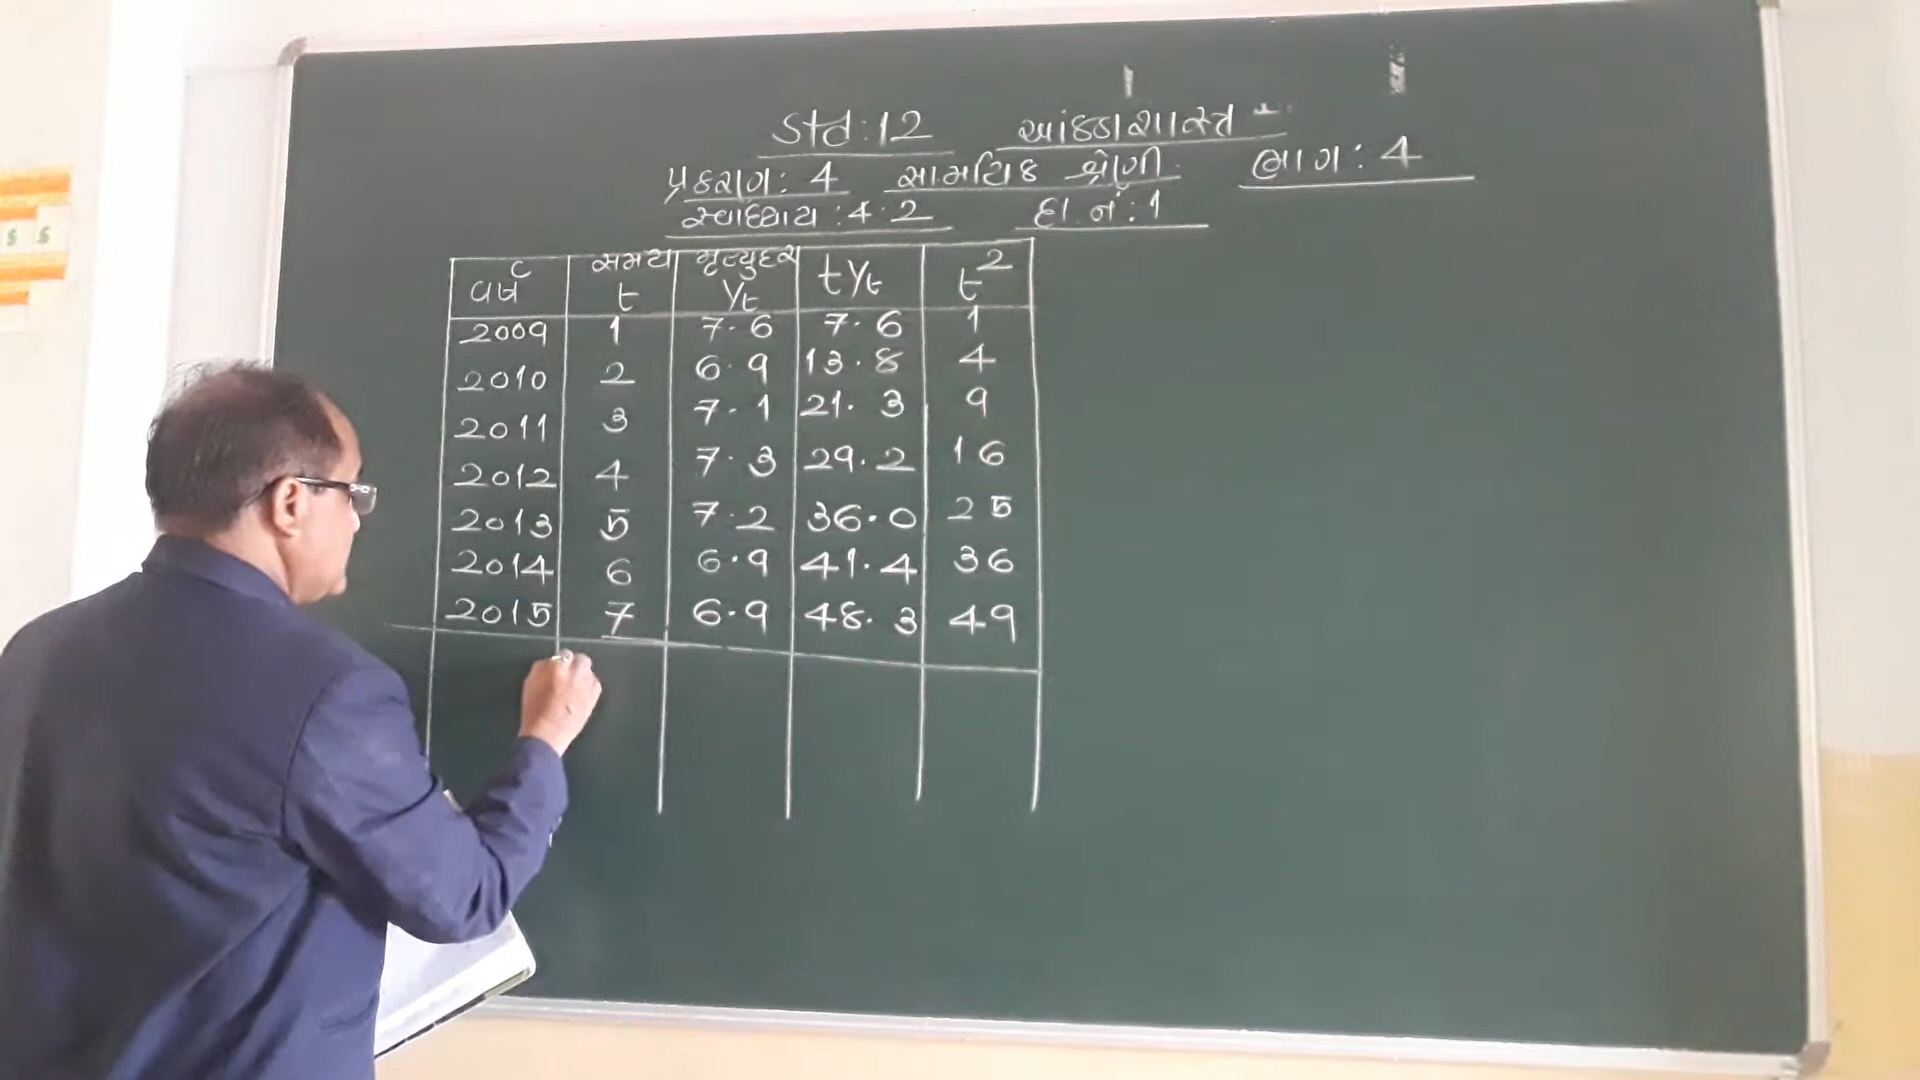 ધોરણ:12 આંકડાશાસ્ત્ર
પ્રકરણ: 4 સામયિક શ્રેણી ભાગ: 4
સ્વાધ્યાય: 4.2 દા.નં:1
વર્ષ સમય t મૃત્યુદર yt tyt t²
2009 1 7.6 7.6 1
2010 2 6.9 13.8 4
2011 3 7.1 21.3 9
2012 4 7.3 29.2 16
2013 5 7.2 36.0 25
2014 6 6.9 41.4 36
2015 7 6.9 48.3 49